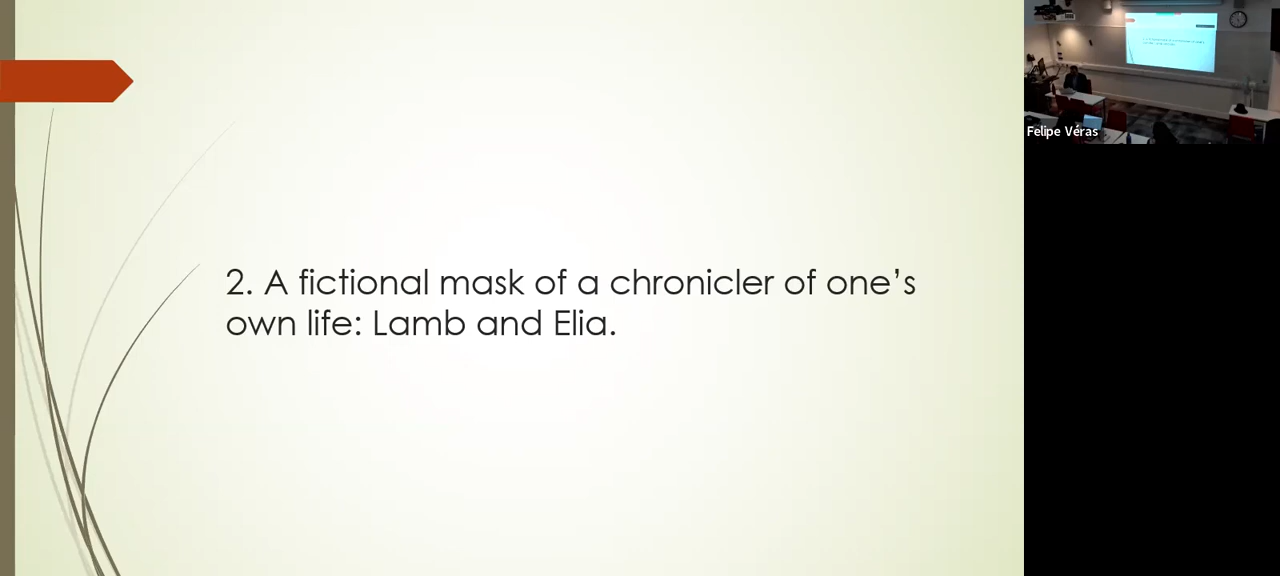 2. A fictional mask of a chronicler of one’s
own life: Lamb and Elia.
Felipe Véras